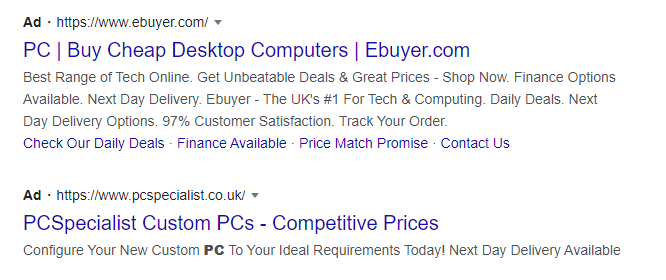 Ad · https://www.ebuyer.com/
PC | Buy Cheap Desktop Computers | Ebuyer.com
Best Range of Tech Online. Get Unbeatable Deals & Great Prices - Shop Now. Finance Options
Available. Next Day Delivery. Ebuyer - The UK's #1 For Tech & Computing. Daily Deals. Next
Day Delivery Options. 97% Customer Satisfaction. Track Your Order.
Check Our Daily Deals · Finance Available · Price Match Promise · Contact Us
Ad · https://www.pcspecialist.co.uk/
PCSpecialist Custom PCs - Competitive Prices
Configure Your New Custom PC To Your Ideal Requirements Today! Next Day Delivery Available